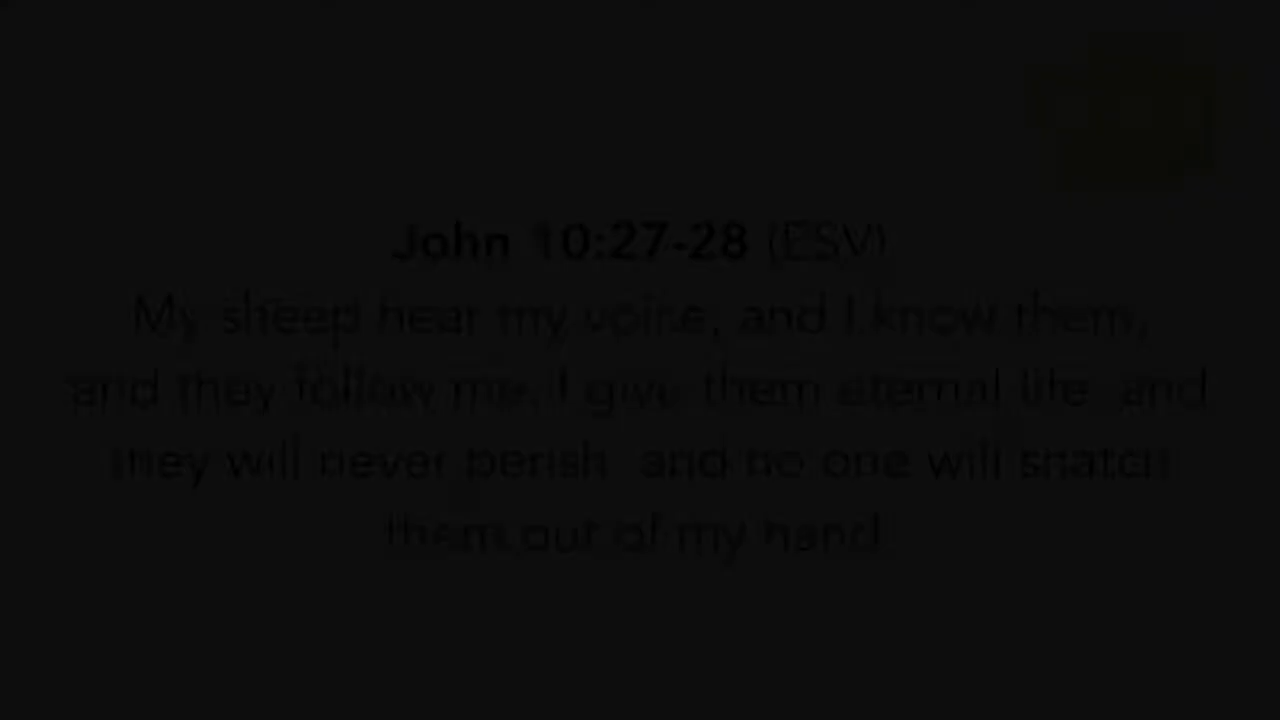 John 10:27-28 (ESV)
My sheep hear my voice, and I know them,
and they follow me. I give them eternal life, and
they will never perish, and no one will snatch
them out of my hand.